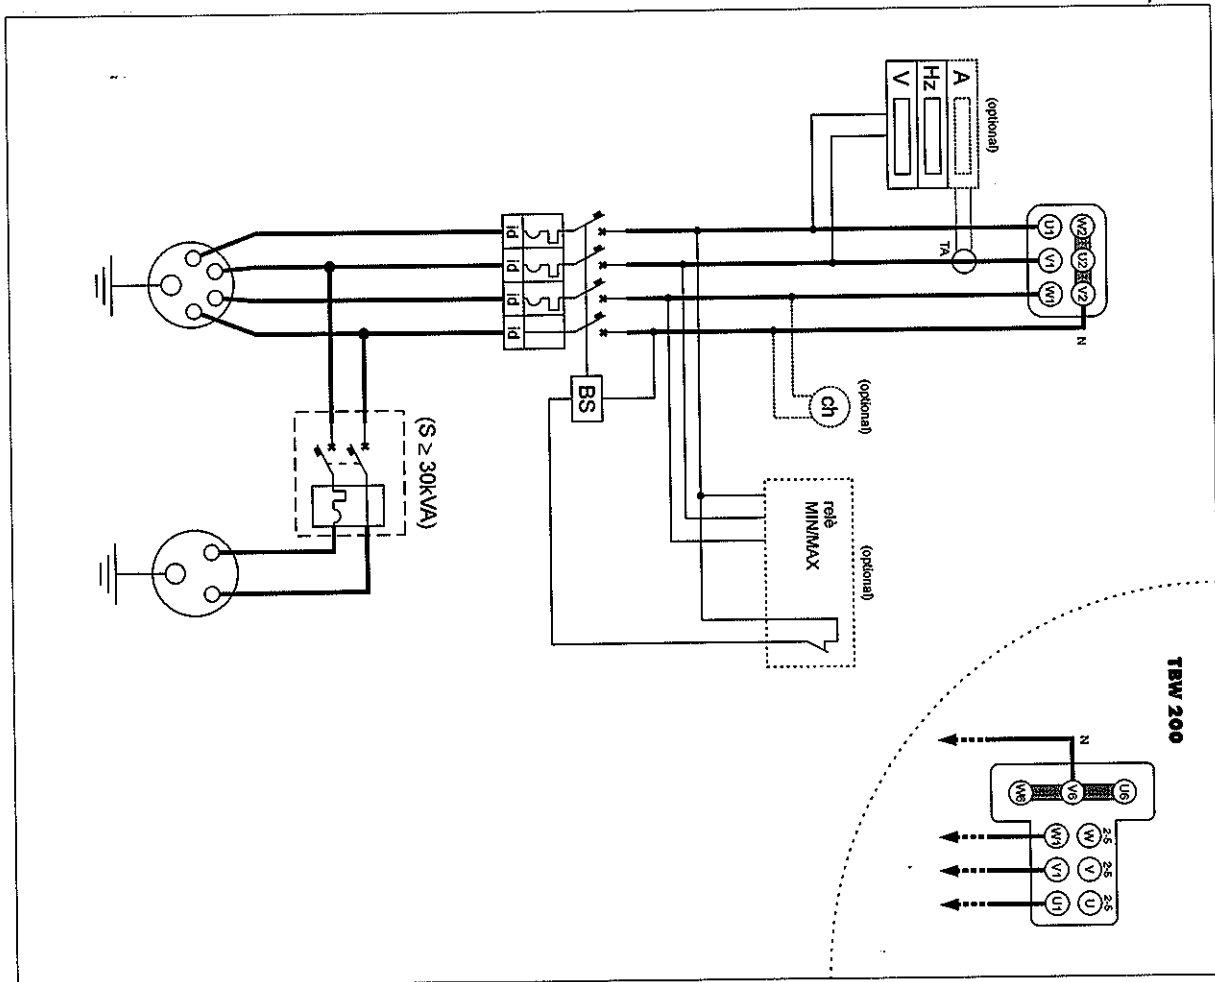 (optional)
A
Hz
V
TA
W2
U2
V2
U1
V1
W1
N
id
id
id
id
BS
(optional)
ch
(optional)
relè
MIN/MAX
(S ≥ 30kVA)
TBW 200
N
W6
V6
U6
W1
W
2-5
V1
V
2-5
U1
U
2-5